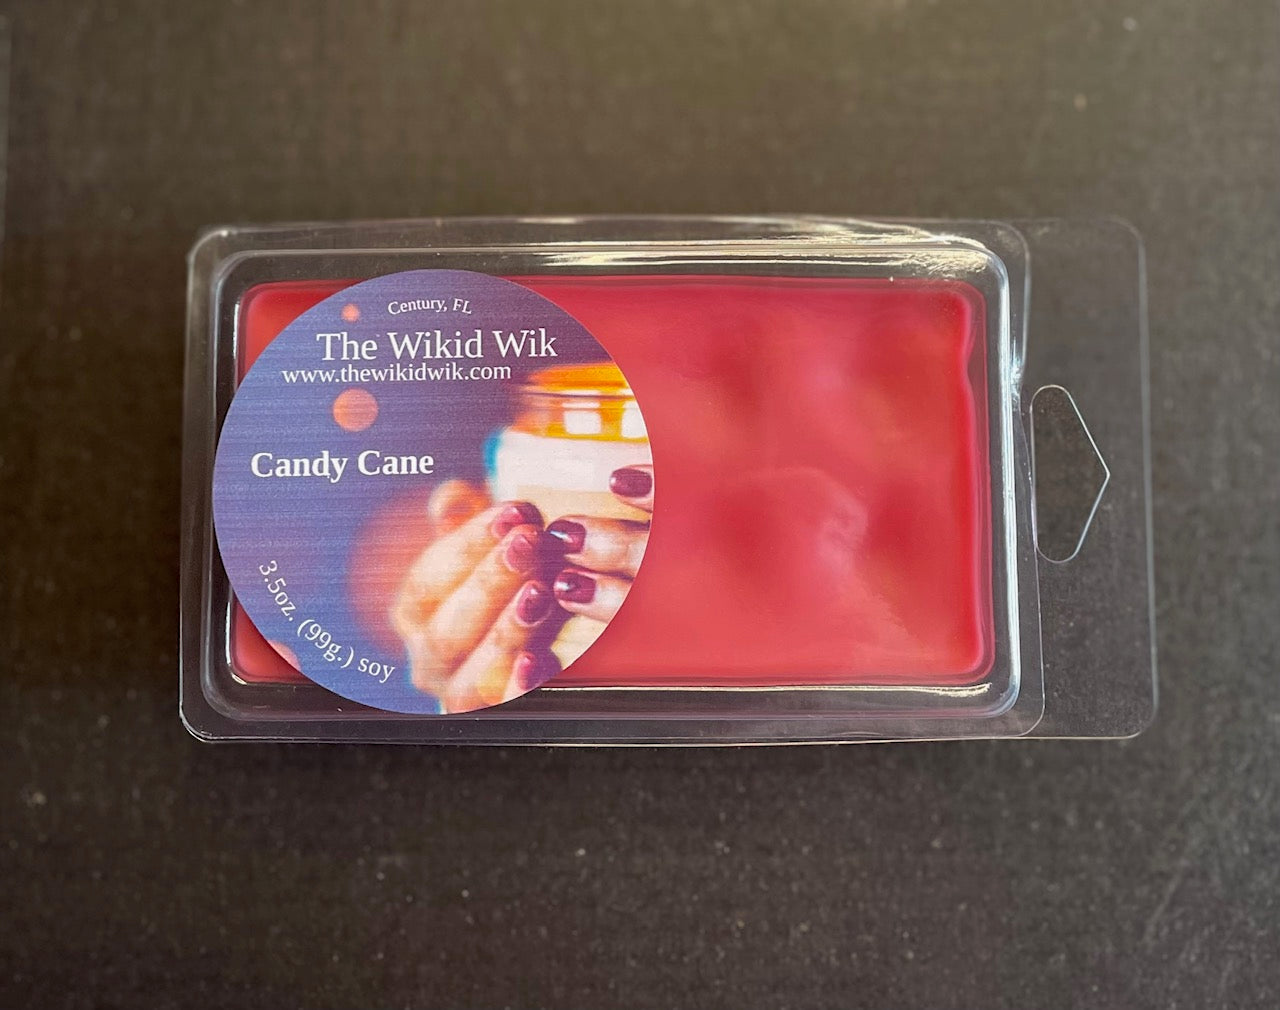 Century, FL
The Wikid Wik
www.thewikidwik.com
Candy Cane
3.5oz. (99g.) soy